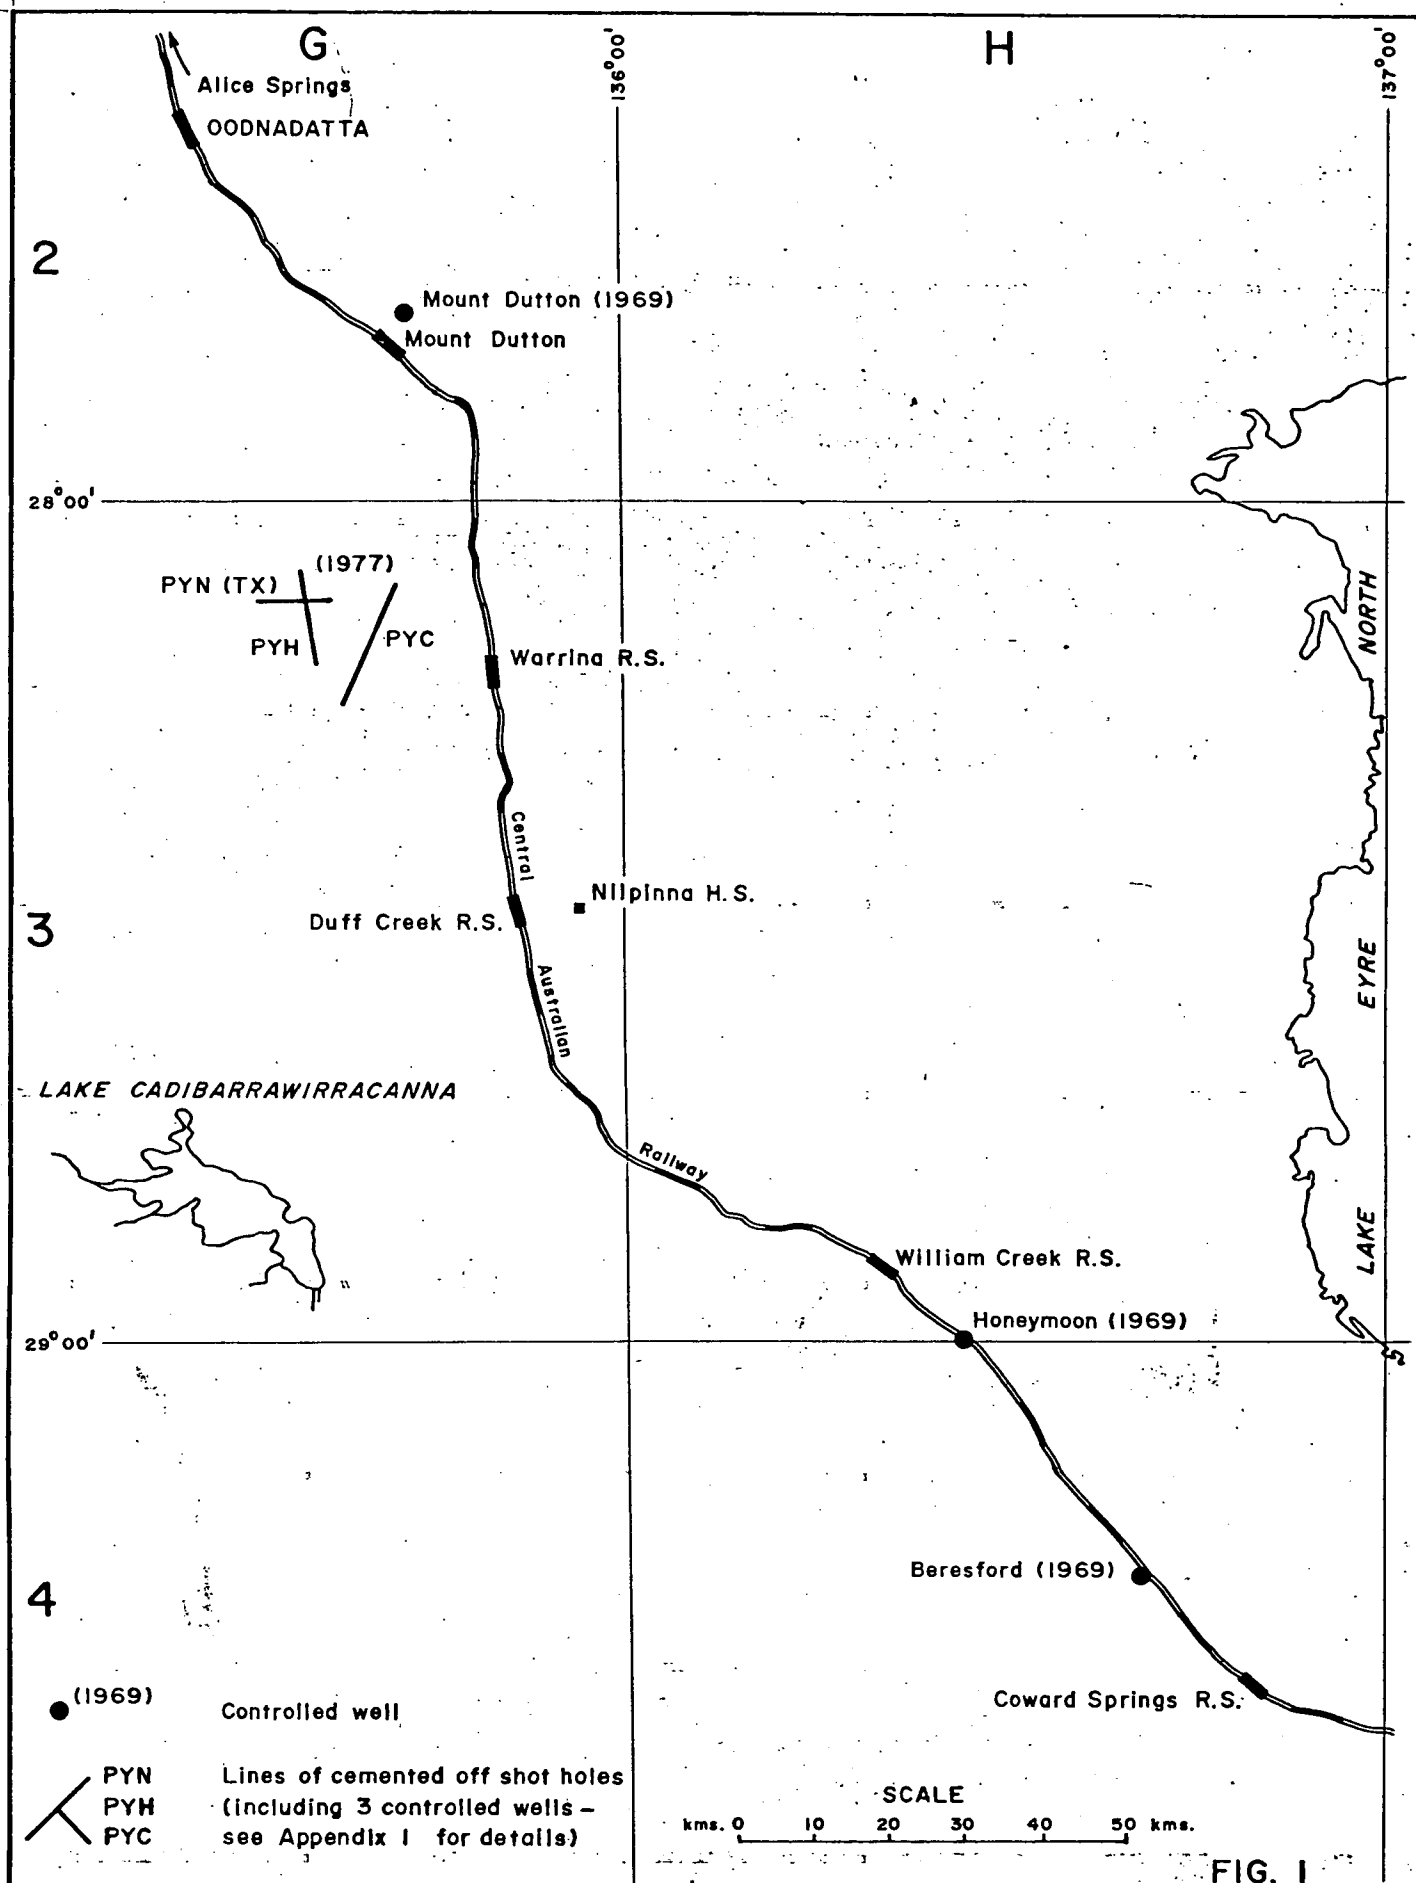 G
H
136°00'
137°00'
Alice Springs
OODNADATTA
2
Mount Dutton (1969)
Mount Dutton
28°00'
(1977)
PYN (TX)
PYH
PYC
Warrina R.S.
NORTH
Central
Nilpinna H.S.
Duff Creek R.S.
3
EYRE
Australian
LAKE CADIBARRAWIRRACANNA
Railway
LAKE
William Creek R.S.
Honeymoon (1969)
29°00'
Beresford (1969)
4
Coward Springs R.S.
(1969)
Controlled well
PYN
PYH
PYC
Lines of cemented off shot holes
(including 3 controlled wells –
see Appendix I for details)
SCALE
kms. 0 10 20 30 40 50 kms.
FIG. I